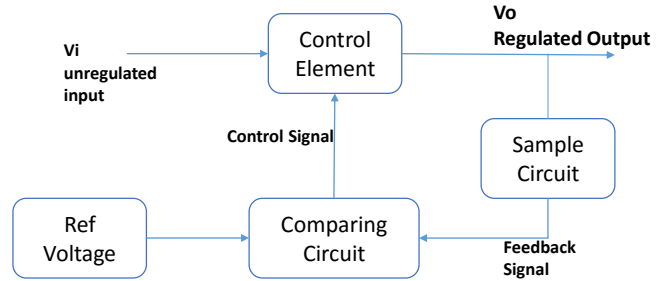 Vo
Regulated Output
Control
Element
Vi
unregulated
input
Control Signal
Sample
Circuit
Ref
Voltage
Comparing
Circuit
Feedback
Signal